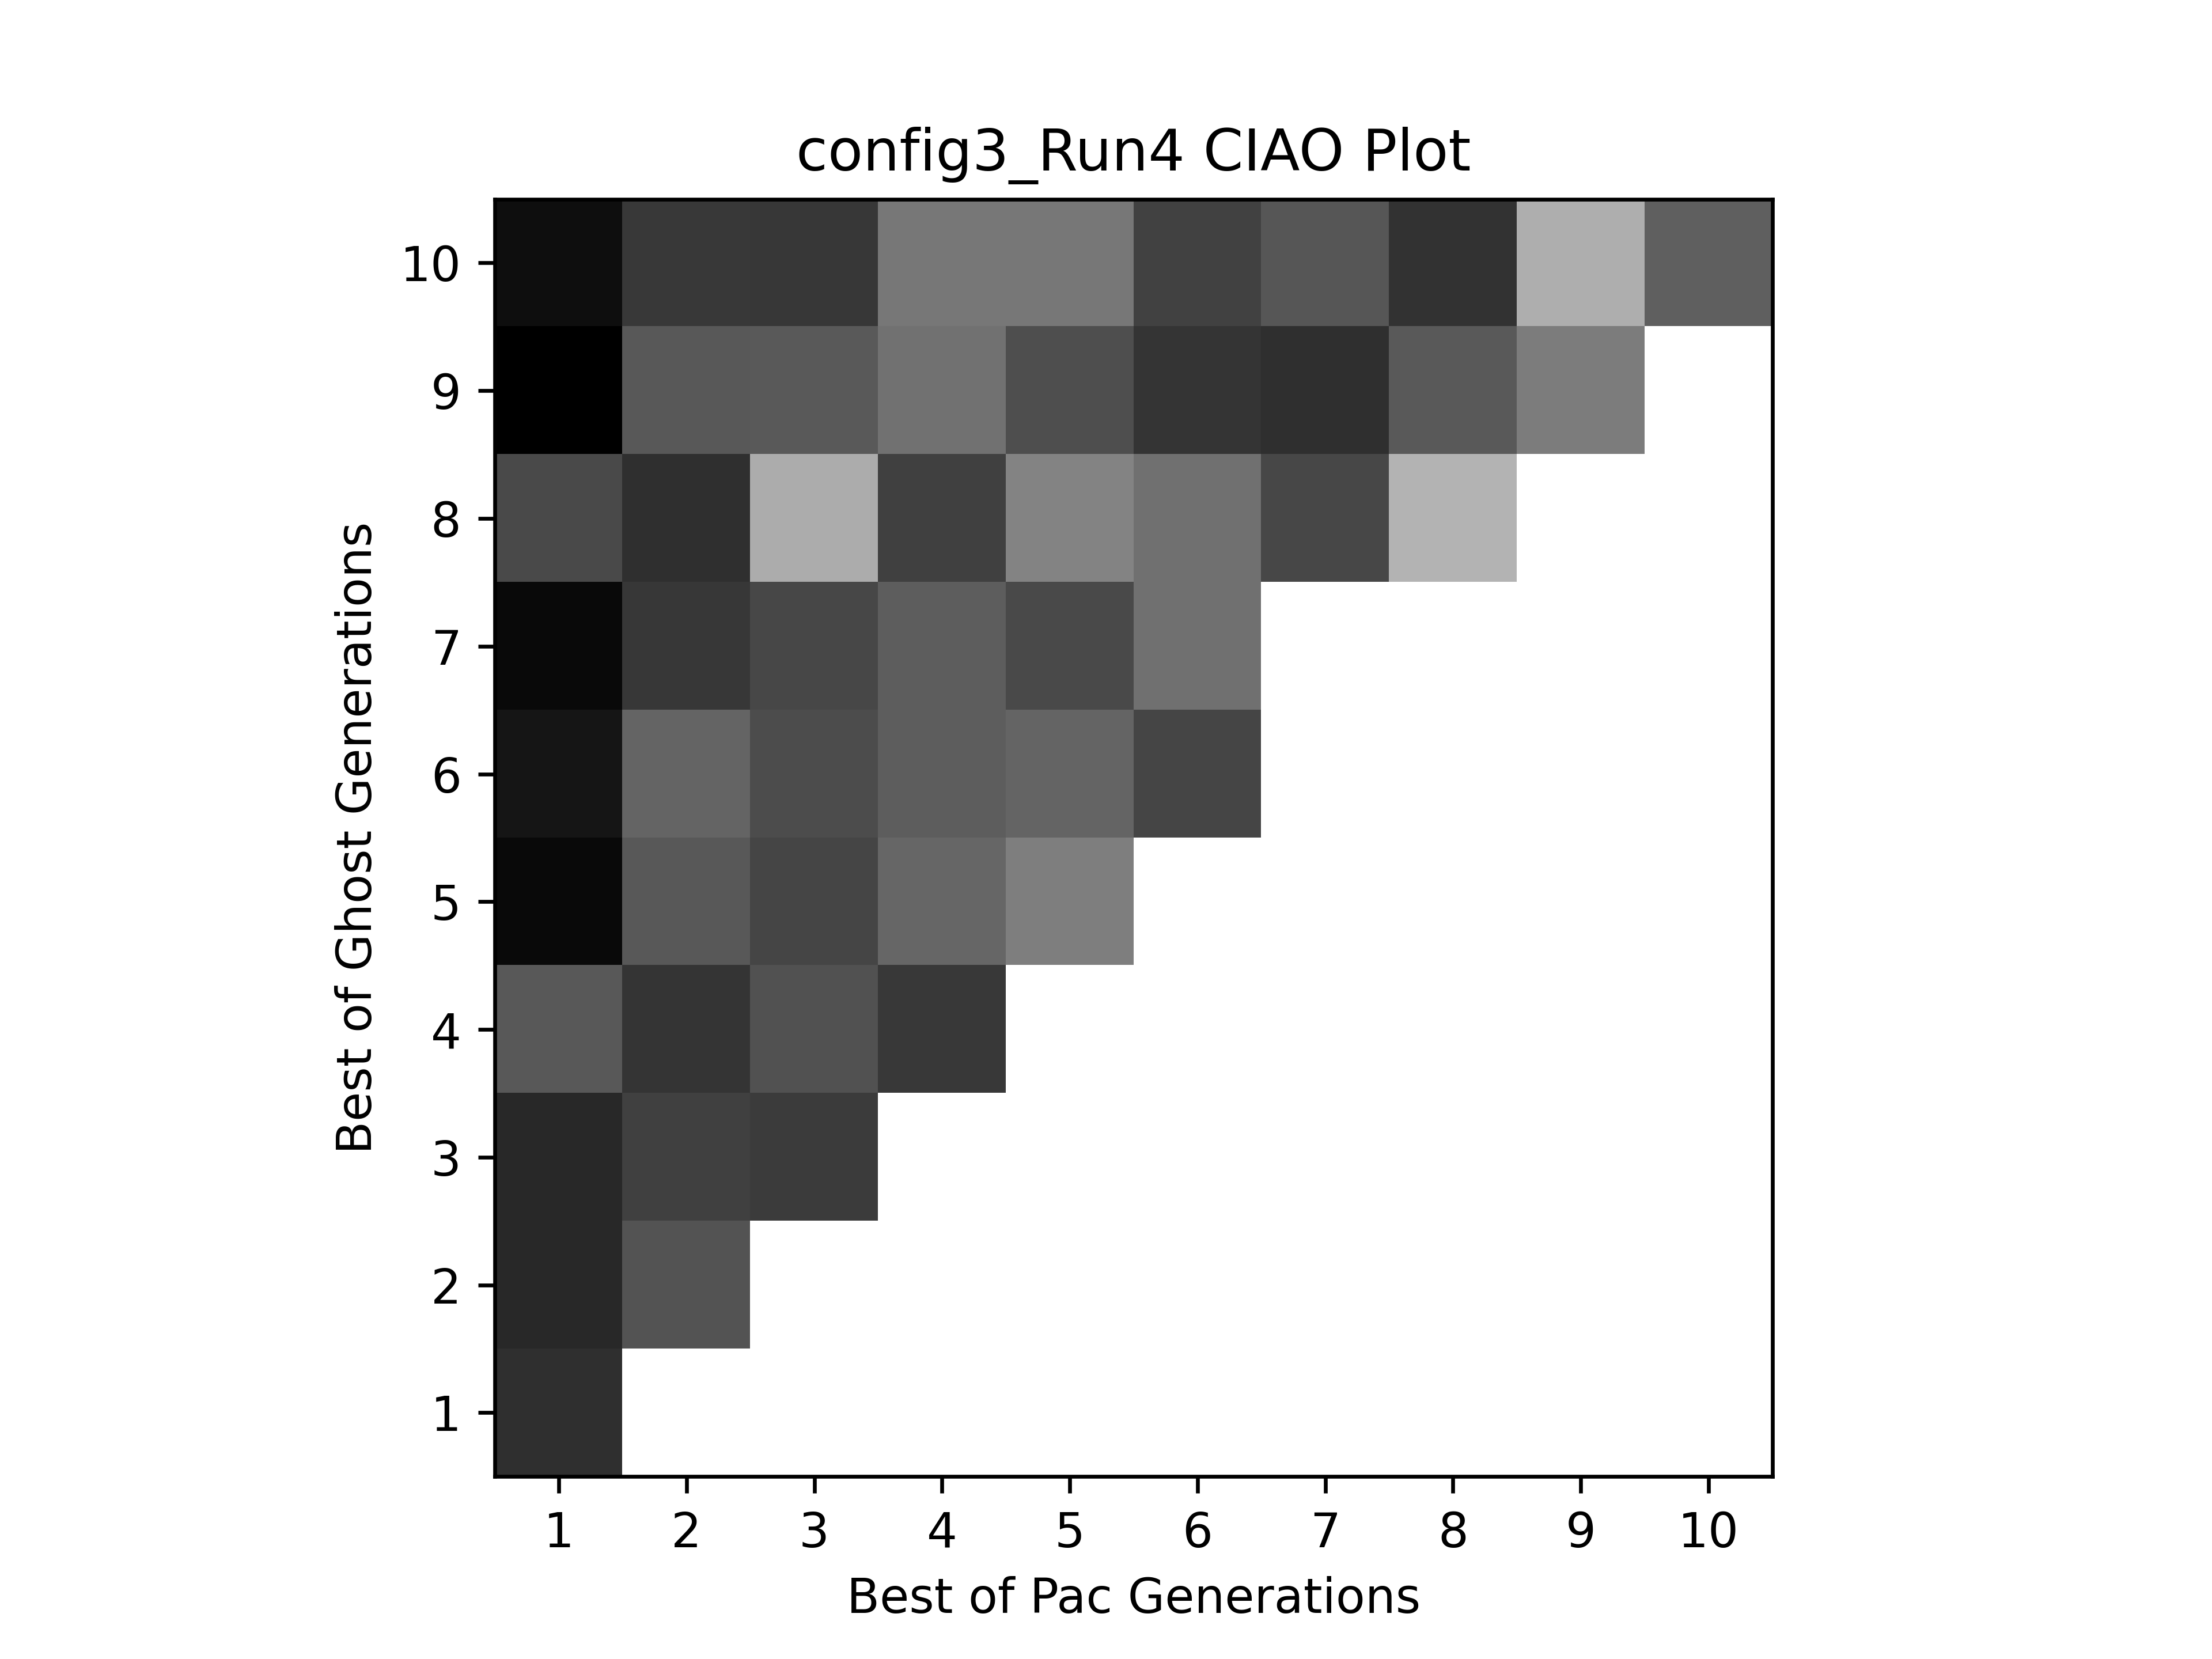 config3_Run4 CIAO Plot
Best of Ghost Generations
10
9
8
7
6
5
4
3
2
1
1 2 3 4 5 6 7 8 9 10
Best of Pac Generations